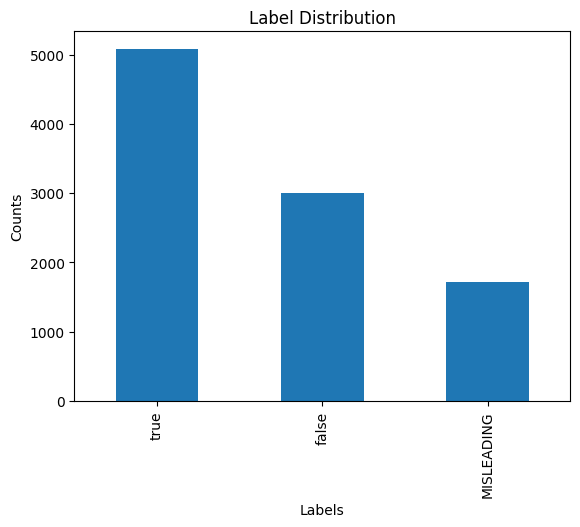 Label Distribution
5000
4000
3000
2000
1000
0
Counts
true
false
MISLEADING
Labels